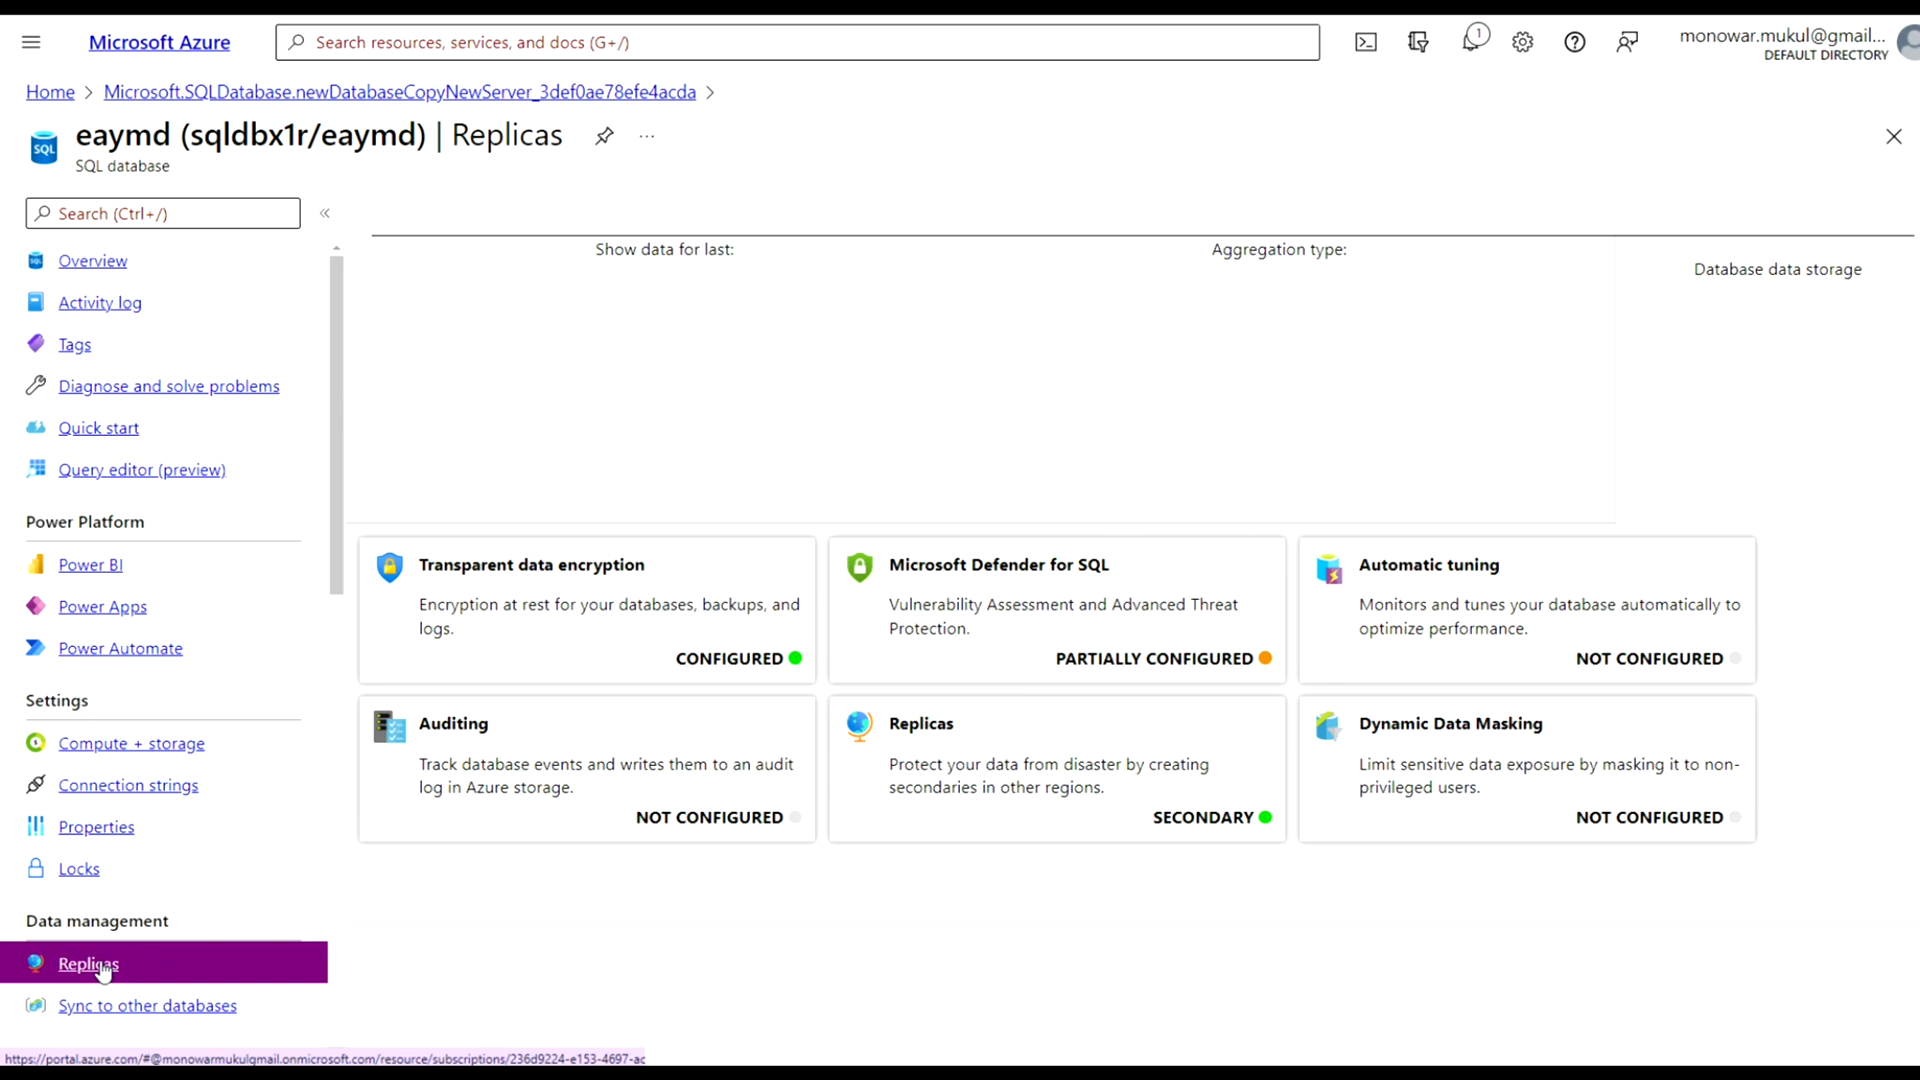 Microsoft Azure
Search resources, services, and docs (G+/)
1
monowar.mukul@gmail...
DEFAULT DIRECTORY
Home > Microsoft.SQLDatabase.newDatabaseCopyNewServer_3def0ae78efe4acda >
SQL
eaymd (sqldbx1r/eaymd) | Replicas ...
SQL database
Search (Ctrl+/) «
Overview
Activity log
Tags
Diagnose and solve problems
Quick start
Query editor (preview)
Power Platform
Power BI
Power Apps
Power Automate
Settings
Compute + storage
Connection strings
Properties
Locks
Data management
Replicas
Sync to other databases
Show data for last:
Aggregation type:
Database data storage
Transparent data encryption
Encryption at rest for your databases, backups, and
logs.
CONFIGURED
Microsoft Defender for SQL
Vulnerability Assessment and Advanced Threat
Protection.
PARTIALLY CONFIGURED
Automatic tuning
Monitors and tunes your database automatically to
optimize performance.
NOT CONFIGURED
Auditing
Track database events and writes them to an audit
log in Azure storage.
NOT CONFIGURED
Replicas
Protect your data from disaster by creating
secondaries in other regions.
SECONDARY
Dynamic Data Masking
Limit sensitive data exposure by masking it to non-
privileged users.
NOT CONFIGURED
https://portal.azure.com/#@monowarmukulgmail.onmicrosoft.com/resource/subscriptions/236d9224-e153-4697-ac